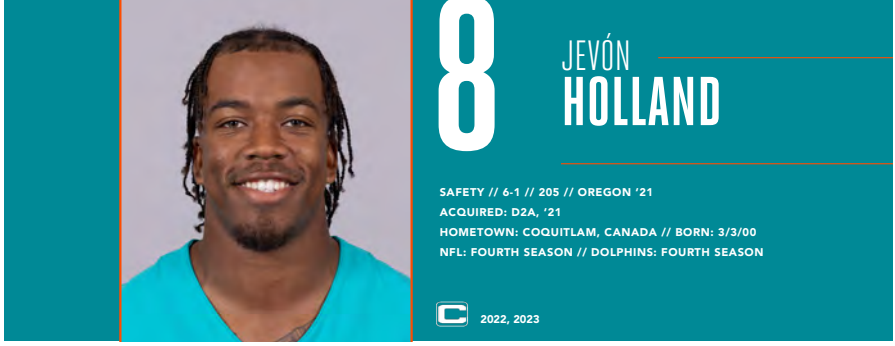 8
JEVÓN
HOLLAND
SAFETY // 6-1 // 205 // OREGON ’21
ACQUIRED: D2A, ’21
HOMETOWN: COQUITLAM, CANADA // BORN: 3/3/00
NFL: FOURTH SEASON // DOLPHINS: FOURTH SEASON
C 2022, 2023